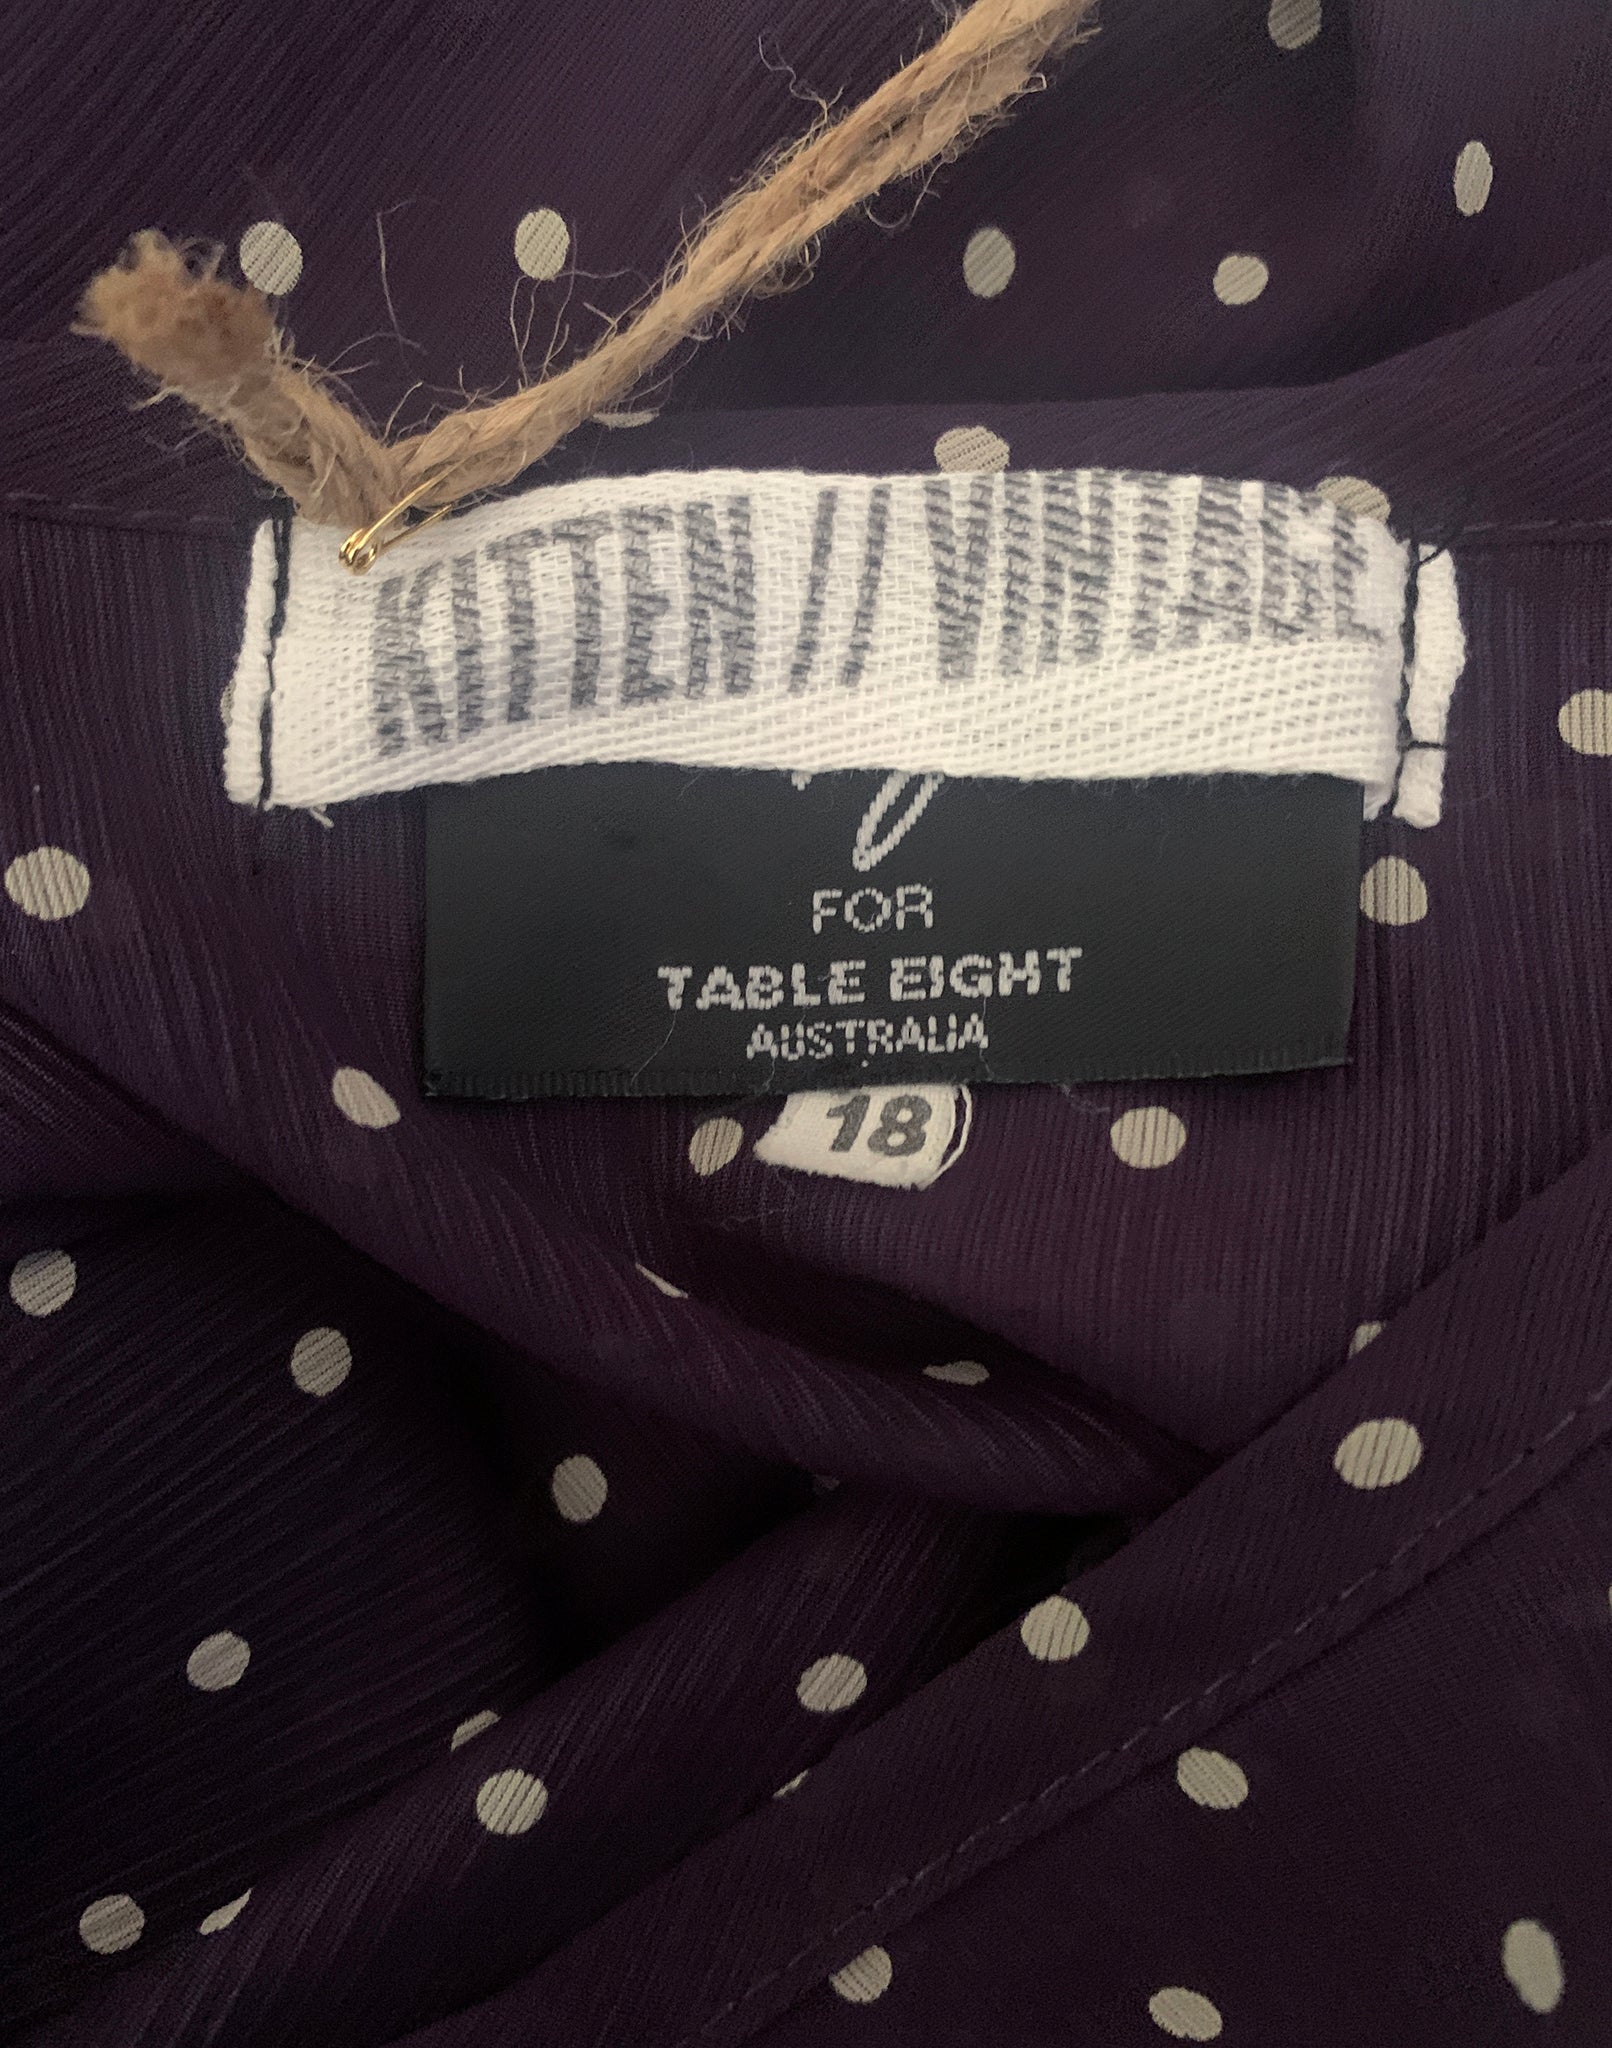 KITTEN // VINTAGE
FOR
TABLE EIGHT
AUSTRALIA
18